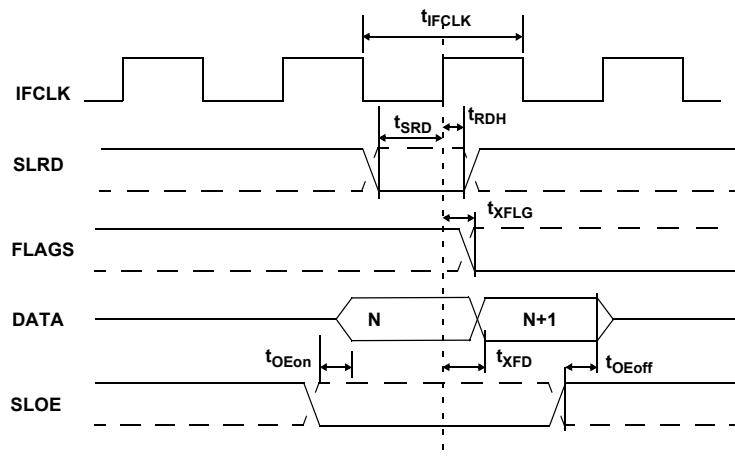 tIFCLK
IFCLK
tSRD
tRDH
SLRD
tXFLG
FLAGS
DATA
N
N+1
tOEon
tXFD
tOEoff
SLOE